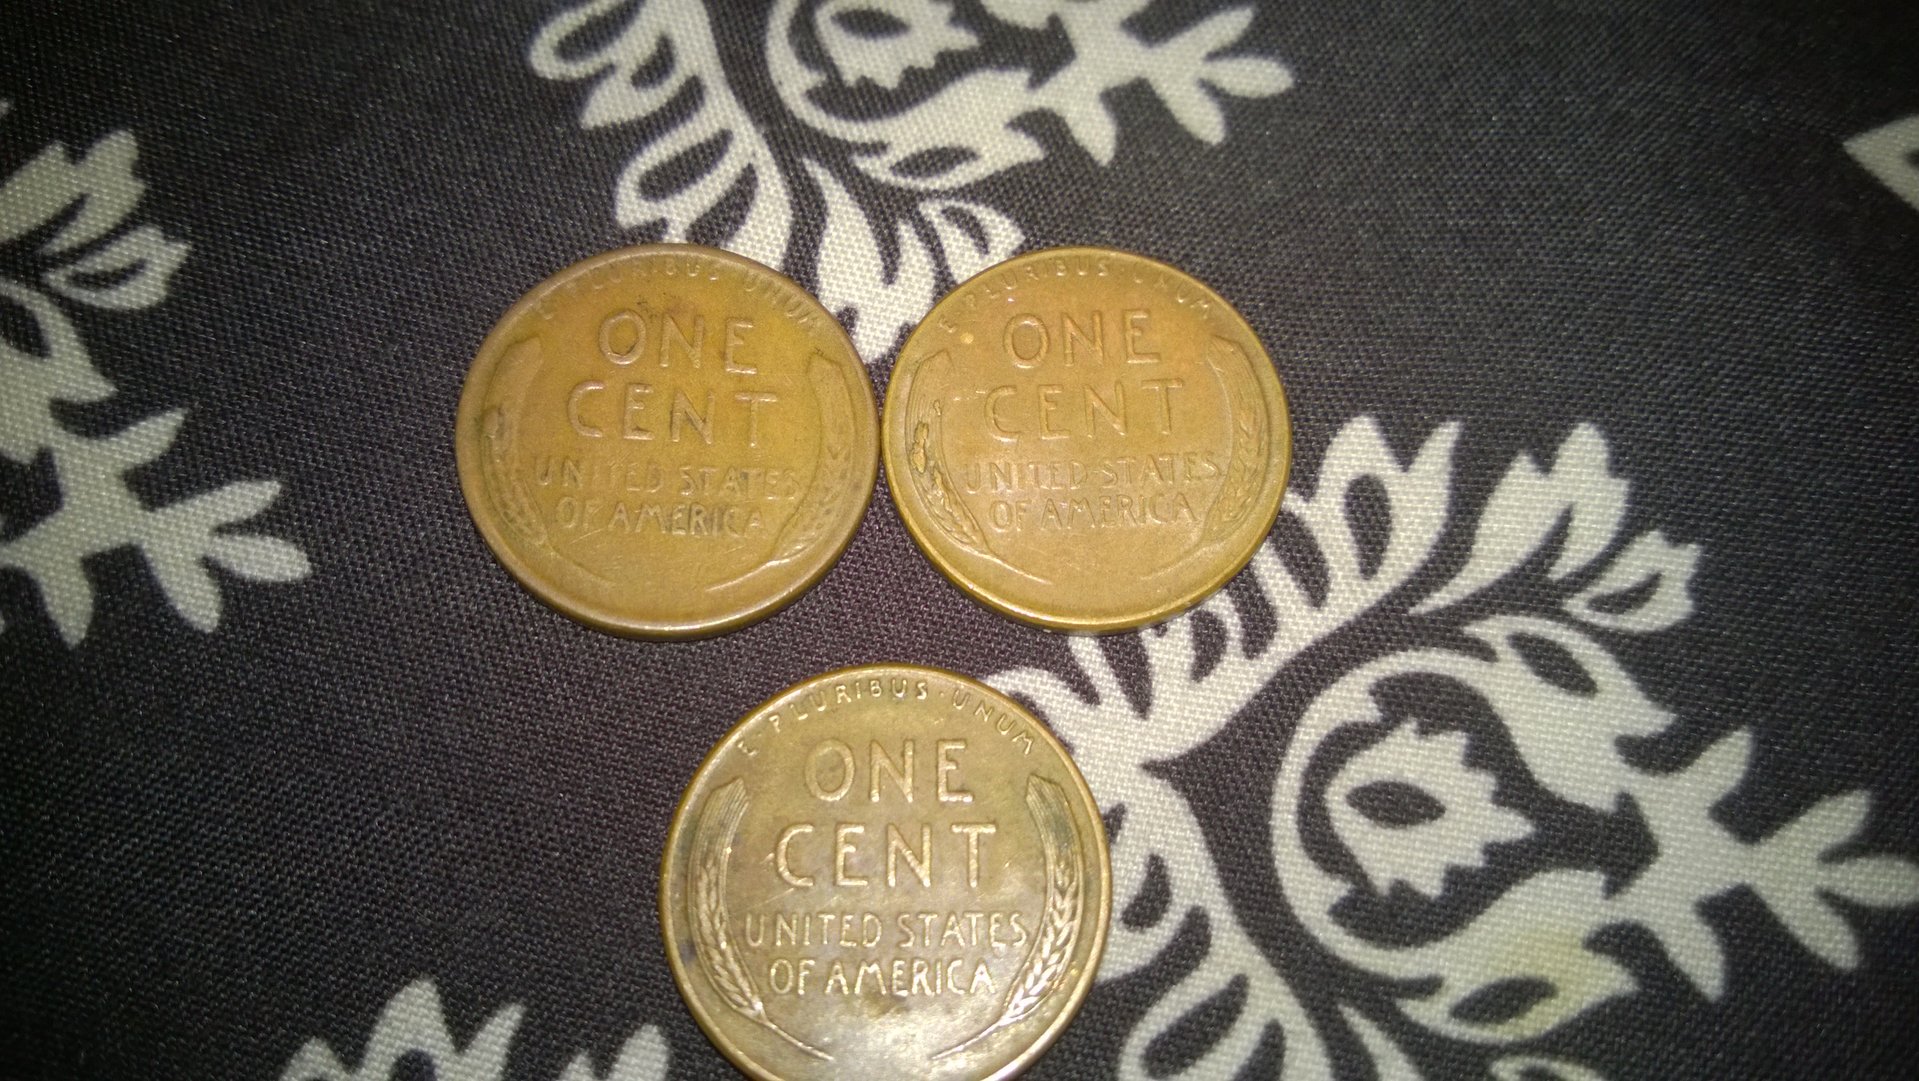 E PLURIBUS · UNUM
ONE
CENT
UNITED STATES
OF AMERICA
E PLURIBUS · UNUM
ONE
CENT
UNITED STATES
OF AMERICA
E PLURIBUS · UNUM
ONE
CENT
UNITED STATES
OF AMERICA